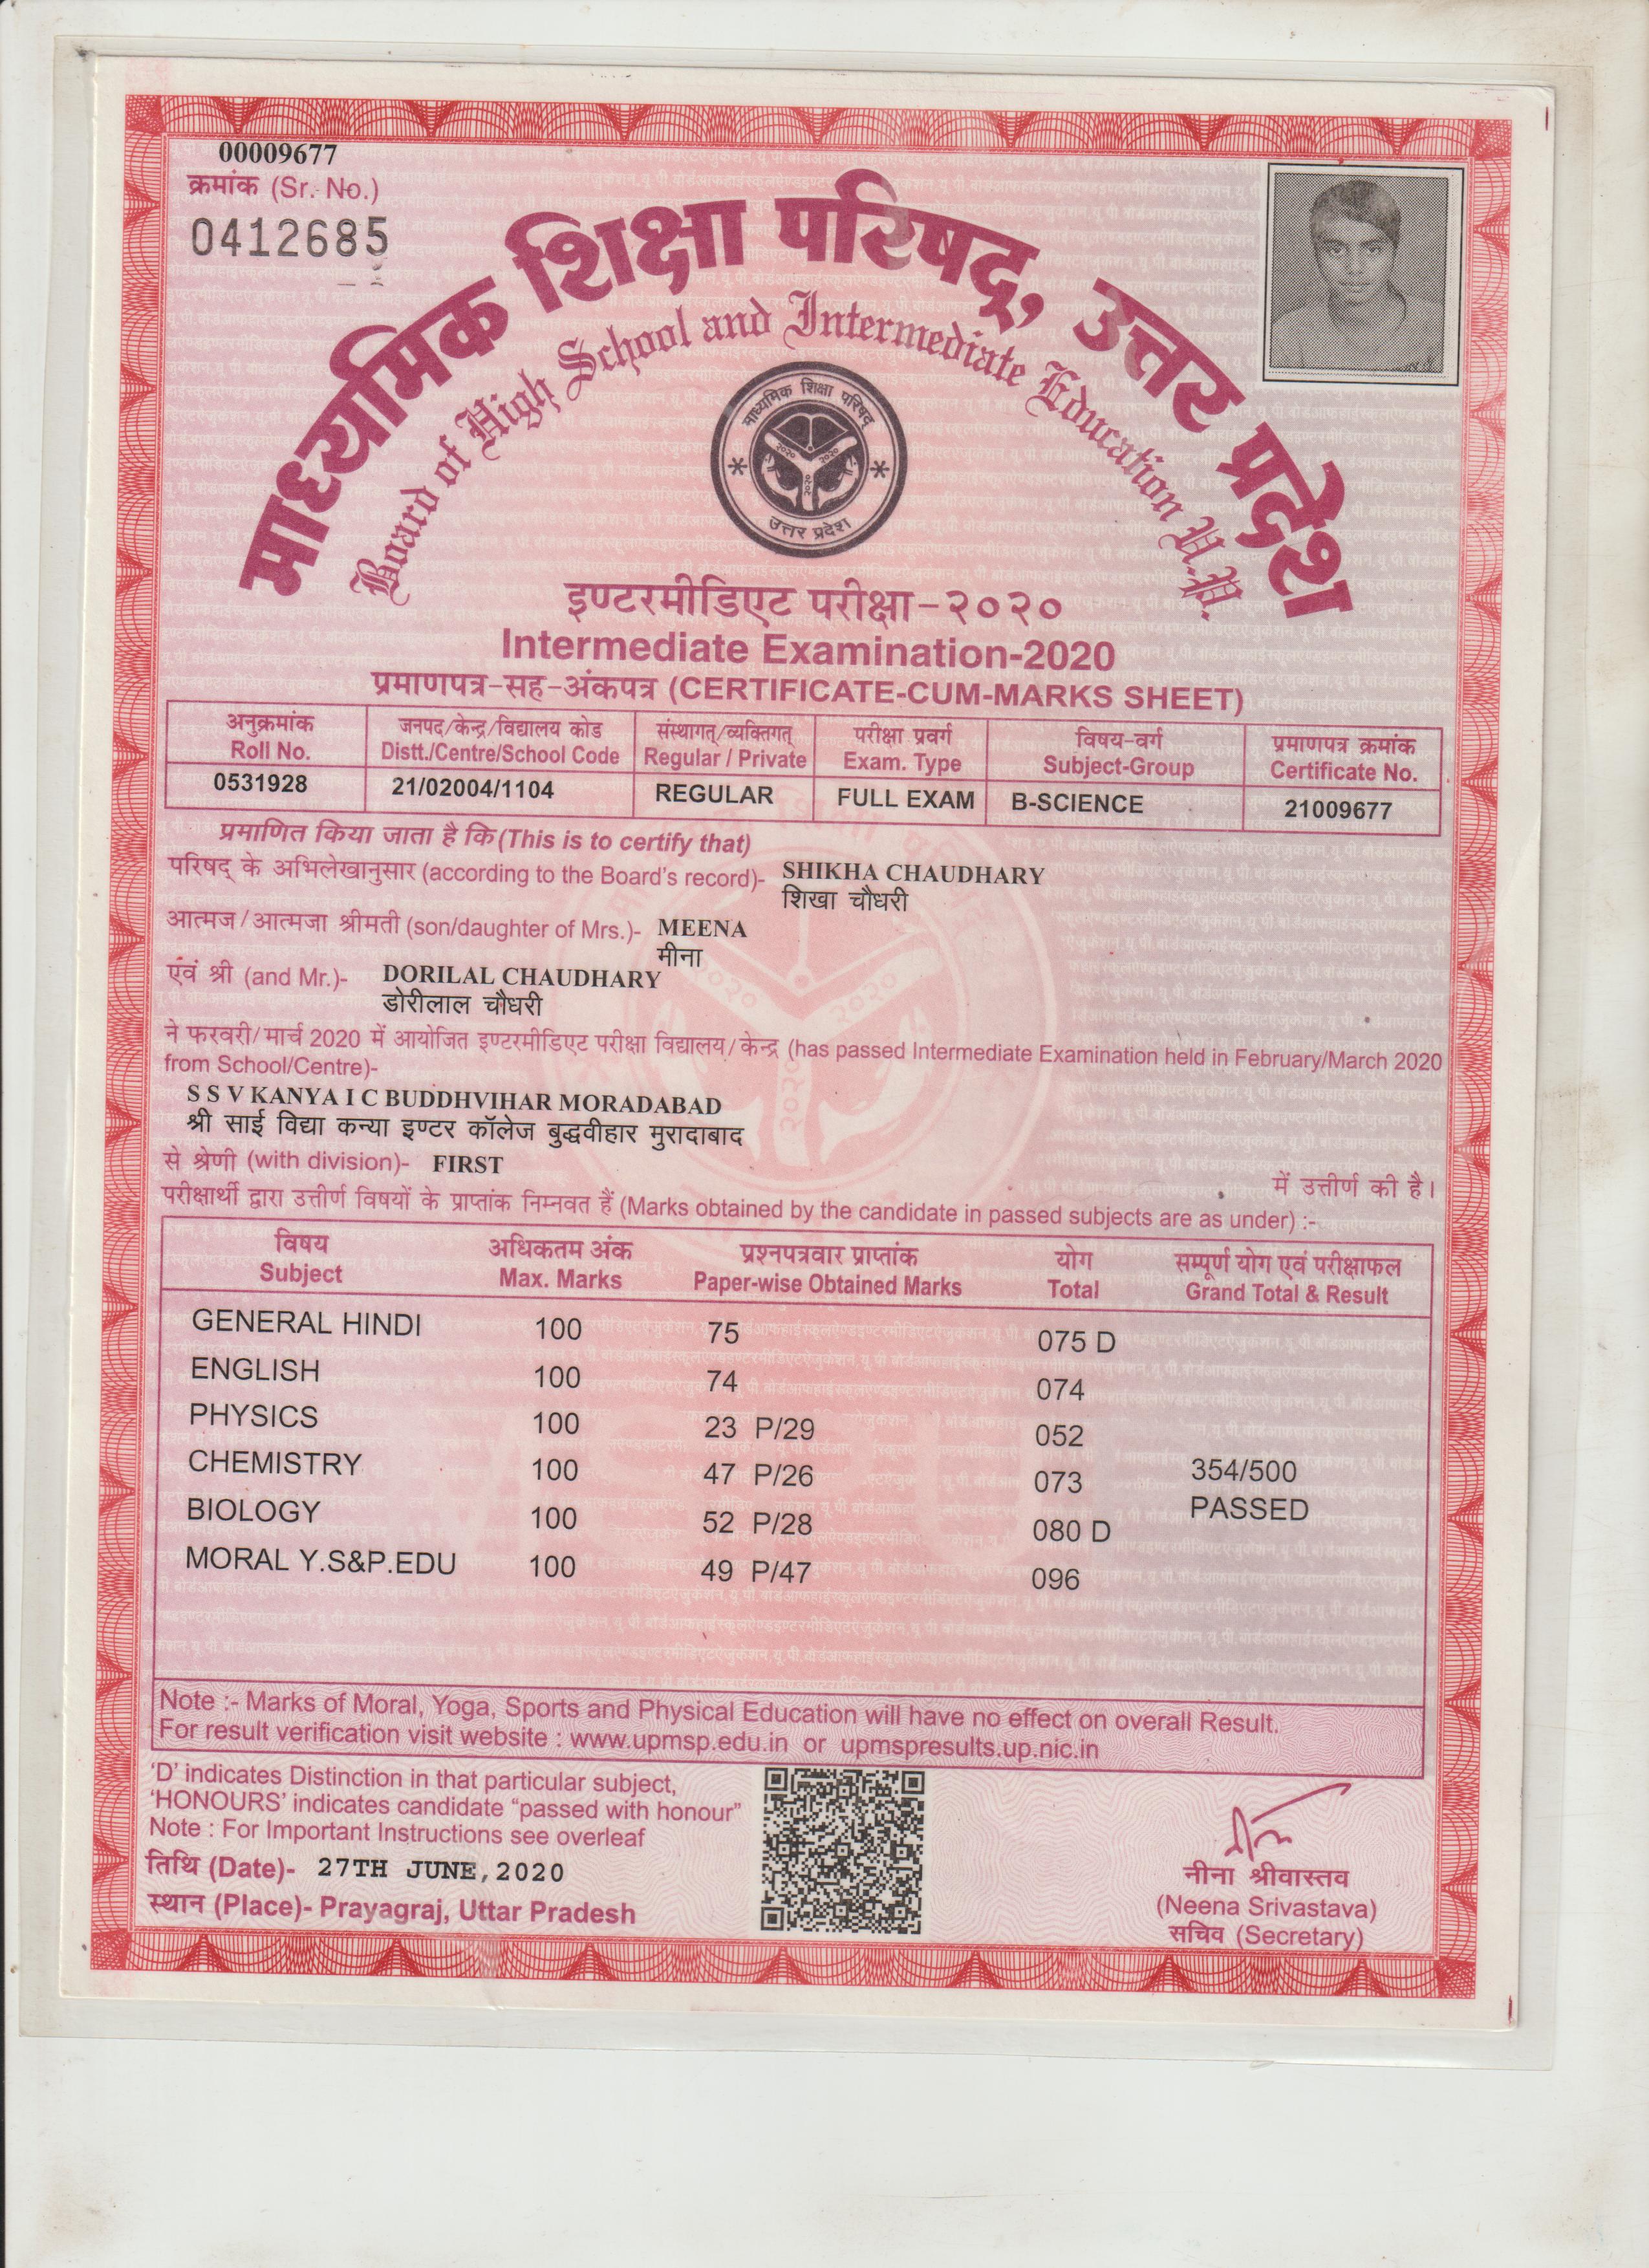 00009677
क्रमांक (Sr. No.)
0412685
माध्यमिक शिक्षा परिषद्, उत्तर प्रदेश
Board of High School and Intermediate Education U.P.
माध्यमिक शिक्षा परिषद्
२०२० २०२०
२०२०
उत्तर प्रदेश
इण्टरमीडिएट परीक्षा-२०२०
Intermediate Examination-2020
प्रमाणपत्र-सह-अंकपत्र (CERTIFICATE-CUM-MARKS SHEET)
अनुक्रमांक जनपद/केन्द्र/विद्यालय कोड संस्थागत्/व्यक्तिगत् परीक्षा प्रवर्ग विषय-वर्ग प्रमाणपत्र क्रमांक
Roll No. Distt./Centre/School Code Regular / Private Exam. Type Subject-Group Certificate No.
0531928 21/02004/1104 REGULAR FULL EXAM B-SCIENCE 21009677
प्रमाणित किया जाता है कि (This is to certify that)
परिषद् के अभिलेखानुसार (according to the Board's record)- SHIKHA CHAUDHARY
शिखा चौधरी
आत्मज/आत्मजा श्रीमती (son/daughter of Mrs.)- MEENA
मीना
एवं श्री (and Mr.)- DORILAL CHAUDHARY
डोरीलाल चौधरी
ने फरवरी/मार्च 2020 में आयोजित इण्टरमीडिएट परीक्षा विद्यालय/केन्द्र (has passed Intermediate Examination held in February/March 2020
from School/Centre)-
S S V KANYA I C BUDDHVIHAR MORADABAD
श्री साई विद्या कन्या इण्टर कॉलेज बुद्धवीहार मुरादाबाद
से श्रेणी (with division)- FIRST
में उत्तीर्ण की है।
परीक्षार्थी द्वारा उत्तीर्ण विषयों के प्राप्तांक निम्नवत हैं (Marks obtained by the candidate in passed subjects are as under) :-
विषय अधिकतम अंक प्रश्नपत्रवार प्राप्तांक योग सम्पूर्ण योग एवं परीक्षाफल
Subject Max. Marks Paper-wise Obtained Marks Total Grand Total & Result
GENERAL HINDI 100 75 075 D
ENGLISH 100 74 074
PHYSICS 100 23 P/29 052
CHEMISTRY 100 47 P/26 073 354/500
BIOLOGY 100 52 P/28 080 D PASSED
MORAL Y.S&P.EDU 100 49 P/47 096
Note :- Marks of Moral, Yoga, Sports and Physical Education will have no effect on overall Result.
For result verification visit website : www.upmsp.edu.in or upmspresults.up.nic.in
'D' indicates Distinction in that particular subject,
'HONOURS' indicates candidate "passed with honour"
Note : For Important Instructions see overleaf
तिथि (Date)- 27TH JUNE,2020
स्थान (Place)- Prayagraj, Uttar Pradesh
नीना श्रीवास्तव
(Neena Srivastava)
सचिव (Secretary)